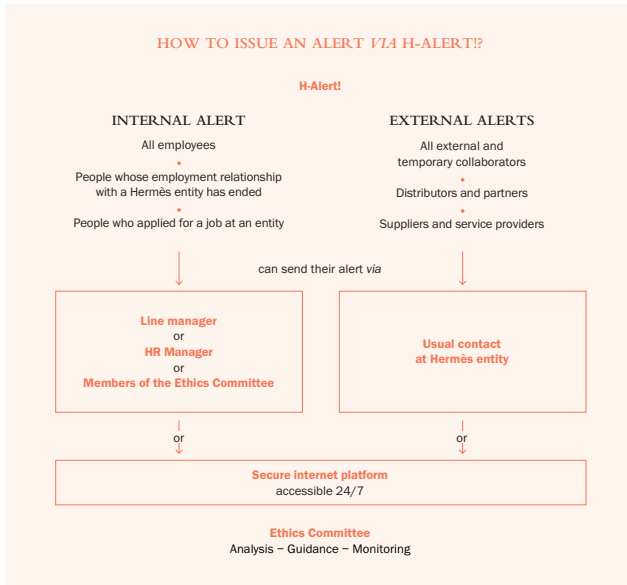 HOW TO ISSUE AN ALERT VIA H-ALERT!?
H-Alert!
INTERNAL ALERT
All employees
•
People whose employment relationship
with a Hermès entity has ended
•
People who applied for a job at an entity
EXTERNAL ALERTS
All external and
temporary collaborators
•
Distributors and partners
•
Suppliers and service providers
can send their alert via
Line manager
or
HR Manager
or
Members of the Ethics Committee
Usual contact
at Hermès entity
or
or
Secure internet platform
accessible 24/7
Ethics Committee
Analysis – Guidance – Monitoring